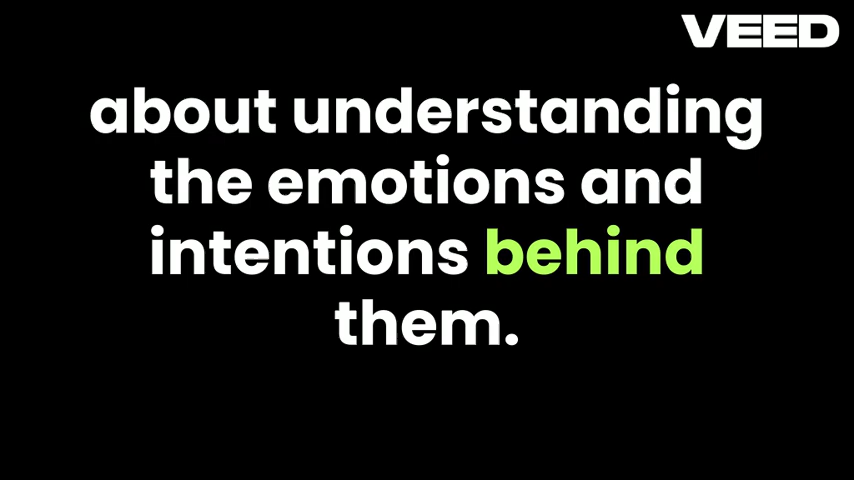 VEED
about understanding
the emotions and
intentions behind
them.